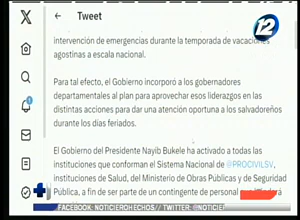 Tweet
12
intervención de emergencias durante la temporada de vacaciones
agostinas a escala nacional.
Para tal efecto, el Gobierno incorporó a los gobernadores
departamentales al plan para aprovechar esos liderazgos en las
distintas acciones para dar una atención oportuna a los salvadoreños
durante los días feriados.
El Gobierno del Presidente Nayib Bukele ha activado a todas las
instituciones que conforman el Sistema Nacional de @PROCIVILSV,
instituciones de Salud, del Ministerio de Obras Públicas y de Seguridad
Pública, a fin de ser parte de un contingente de personal que
FACEBOOK: NOTICIEROHECHOS// TWITTER: @NOTICIERO